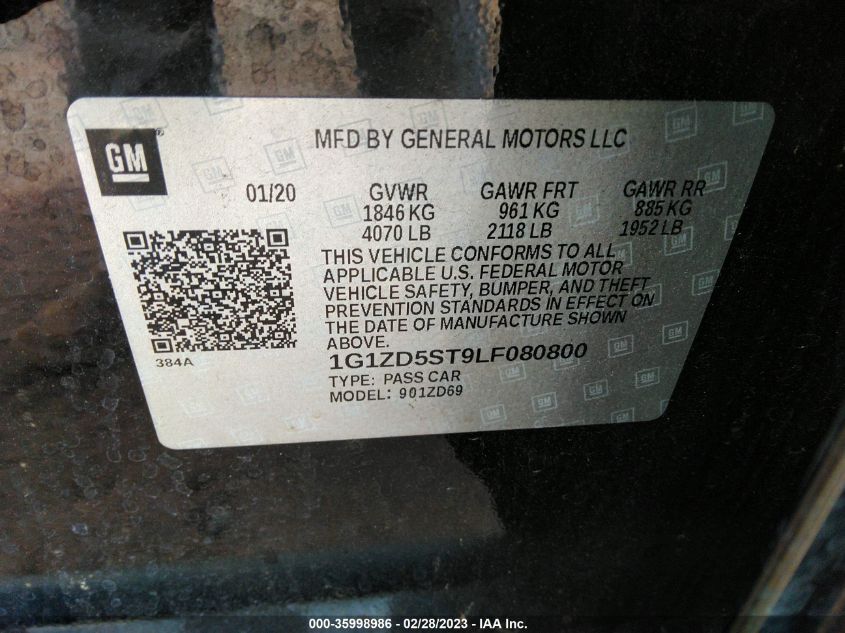 GM
MFD BY GENERAL MOTORS LLC
01/20 GVWR GAWR FRT GAWR RR
1846 KG 961 KG 885 KG
4070 LB 2118 LB 1952 LB
THIS VEHICLE CONFORMS TO ALL
APPLICABLE U.S. FEDERAL MOTOR
VEHICLE SAFETY, BUMPER, AND THEFT
PREVENTION STANDARDS IN EFFECT ON
THE DATE OF MANUFACTURE SHOWN
ABOVE.
384A
1G1ZD5ST9LF080800
TYPE: PASS CAR
MODEL: 901ZD69
000-35998986 - 02/28/2023 - IAA Inc.